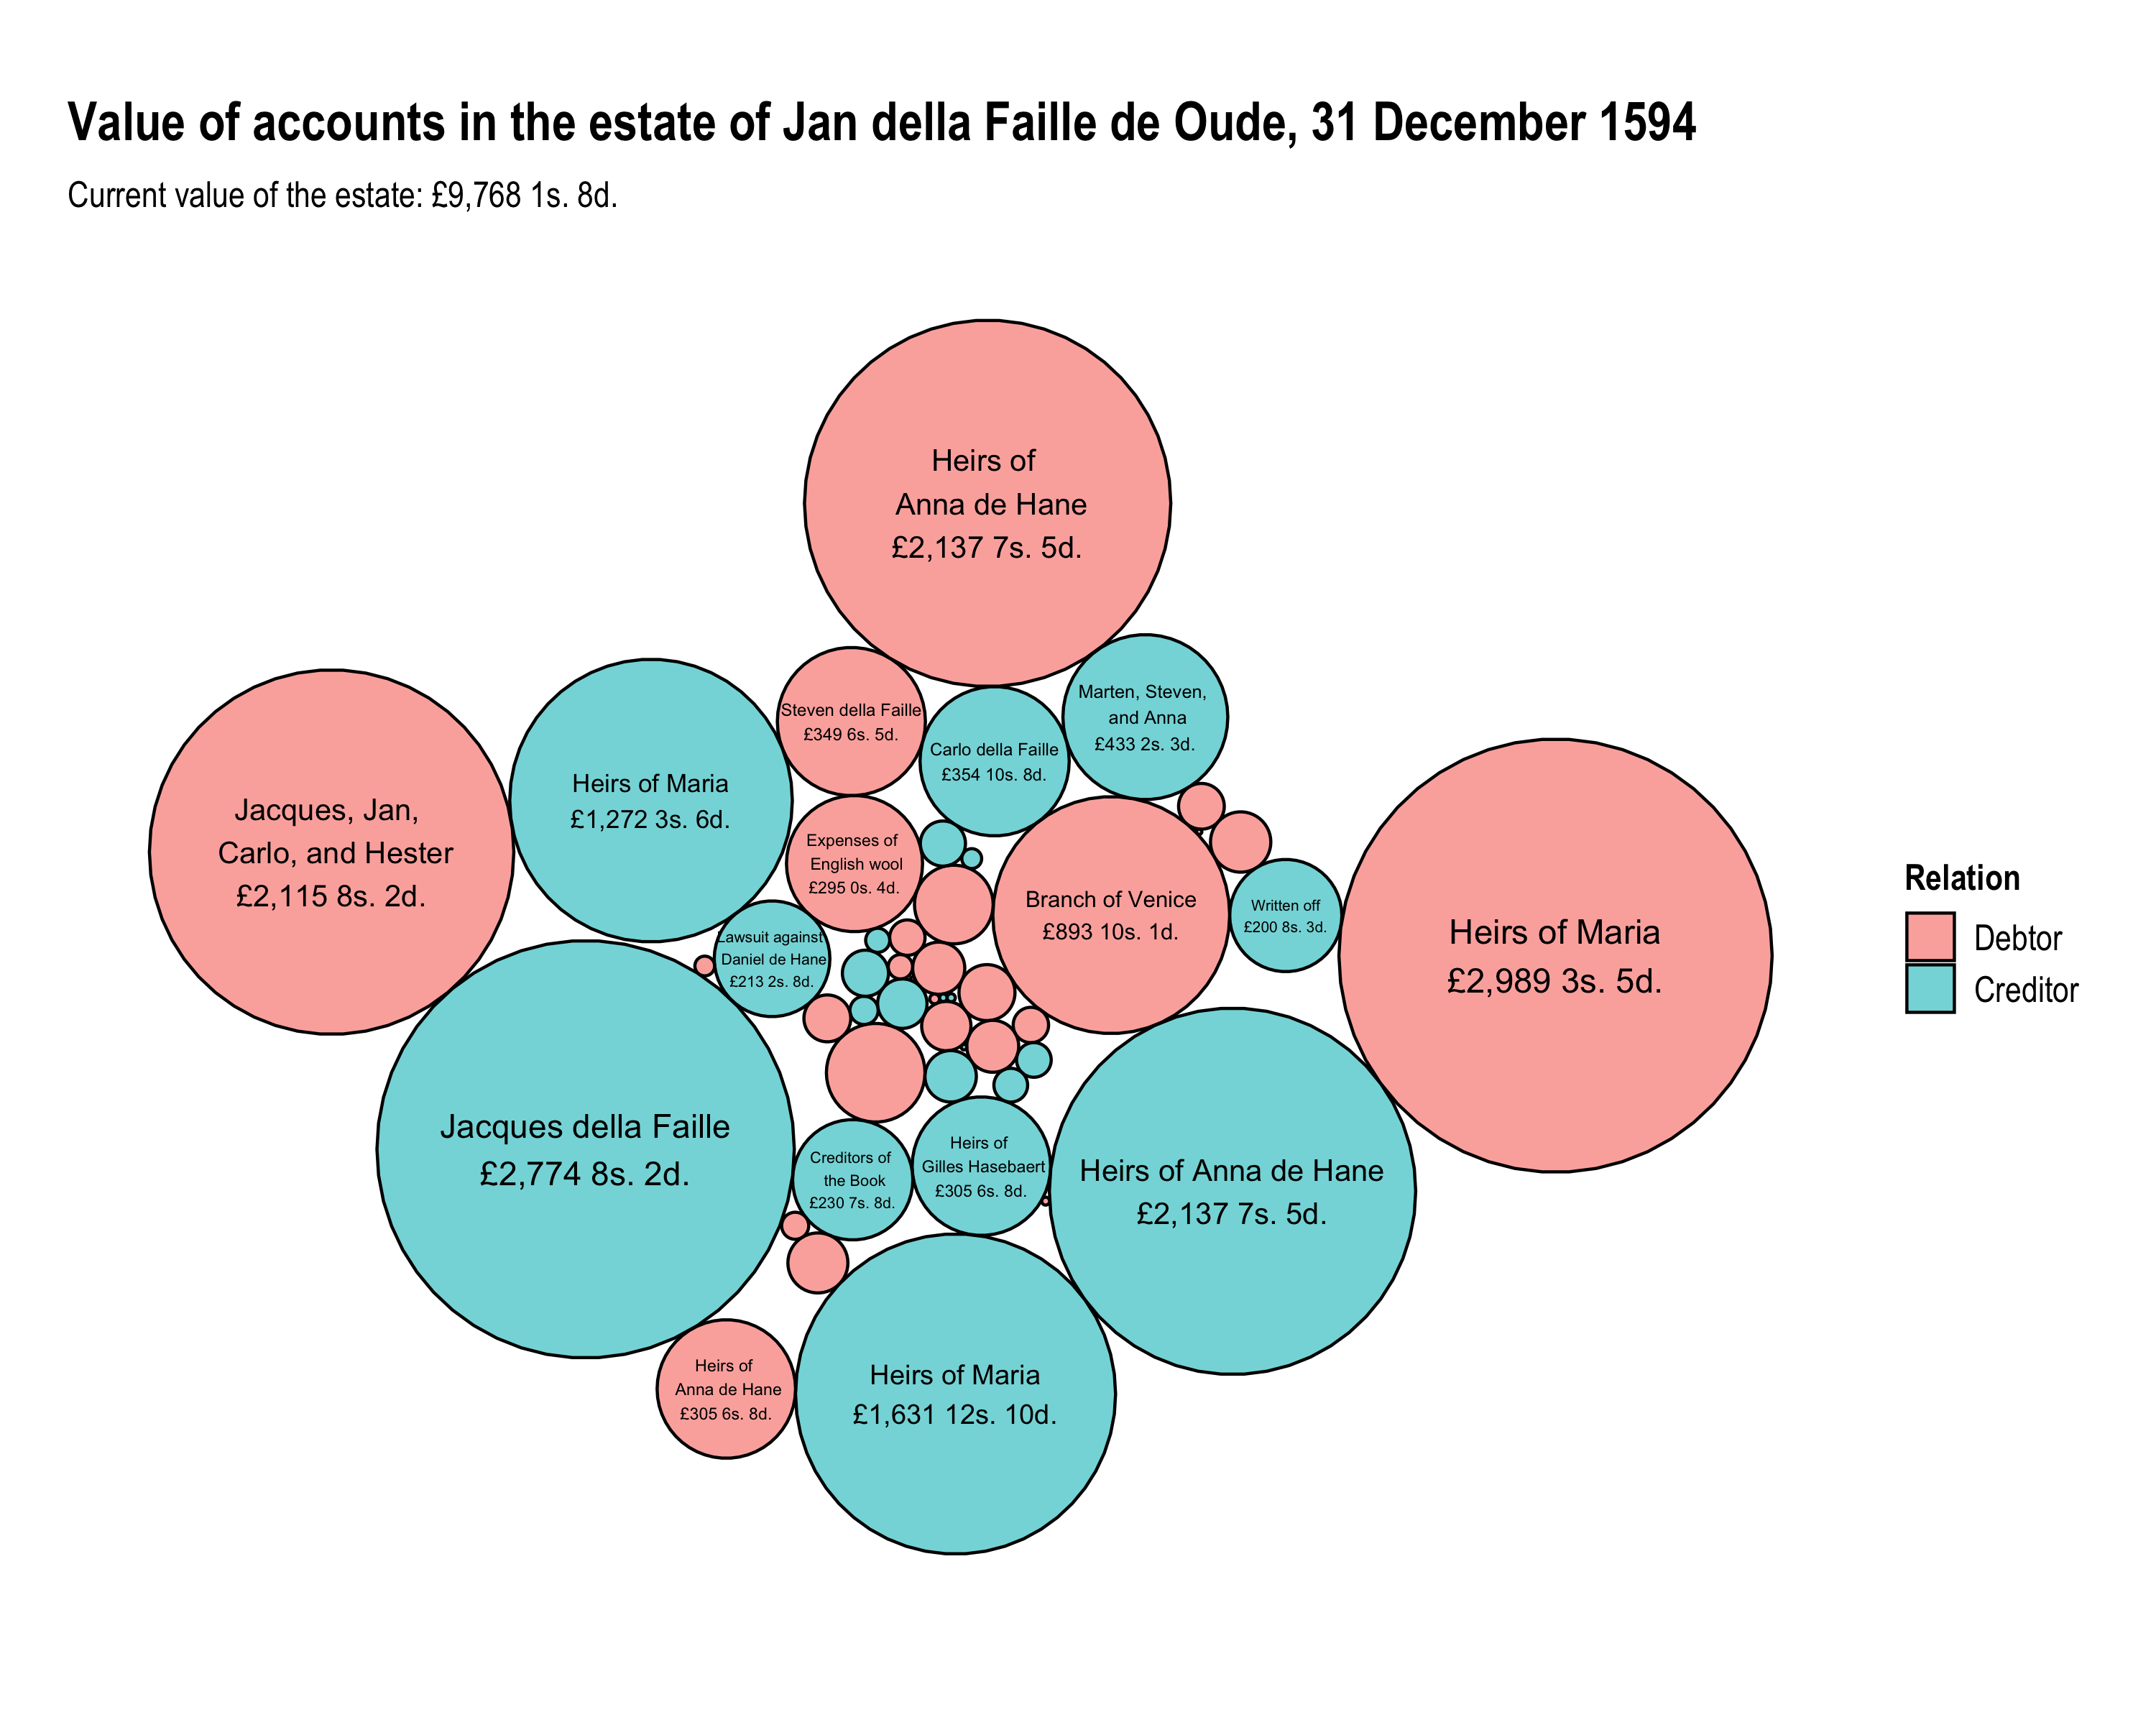 Value of accounts in the estate of Jan della Faille de Oude, 31 December 1594
Current value of the estate: £9,768 1s. 8d.
Heirs of
Anna de Hane
£2,137 7s. 5d.
Steven della Faille
£349 6s. 5d.
Carlo della Faille
£354 10s. 8d.
Marten, Steven,
and Anna
£433 2s. 3d.
Jacques, Jan,
Carlo, and Hester
£2,115 8s. 2d.
Heirs of Maria
£1,272 3s. 6d.
Expenses of
English wool
£295 0s. 4d.
Branch of Venice
£893 10s. 1d.
Written off
£200 8s. 3d.
Heirs of Maria
£2,989 3s. 5d.
Lawsuit against
Daniel de Hane
£213 2s. 8d.
Jacques della Faille
£2,774 8s. 2d.
Creditors of
the Book
£230 7s. 8d.
Heirs of
Gilles Hasebaert
£305 6s. 8d.
Heirs of Anna de Hane
£2,137 7s. 5d.
Heirs of
Anna de Hane
£305 6s. 8d.
Heirs of Maria
£1,631 12s. 10d.
Relation
Debtor
Creditor